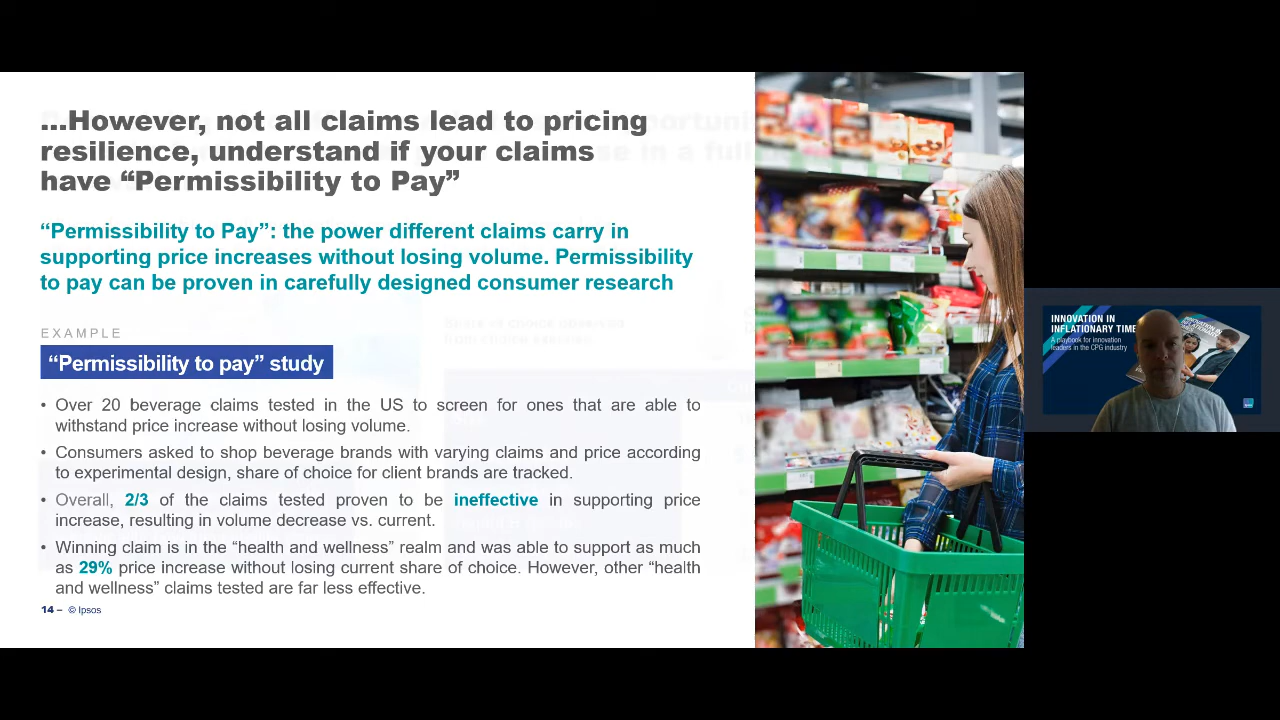 ...However, not all claims lead to pricing
resilience, understand if your claims
have “Permissibility to Pay”
“Permissibility to Pay”: the power different claims carry in
supporting price increases without losing volume. Permissibility
to pay can be proven in carefully designed consumer research
EXAMPLE
“Permissibility to pay” study
• Over 20 beverage claims tested in the US to screen for ones that are able to
withstand price increase without losing volume.
• Consumers asked to shop beverage brands with varying claims and price according
to experimental design, share of choice for client brands are tracked.
• Overall, 2/3 of the claims tested proven to be ineffective in supporting price
increase, resulting in volume decrease vs. current.
• Winning claim is in the “health and wellness” realm and was able to support as much
as 29% price increase without losing current share of choice. However, other “health
and wellness” claims tested are far less effective.
14 – © Ipsos
INNOVATION IN
INFLATIONARY TIME
A playbook for innovation
leaders in the CPG industry